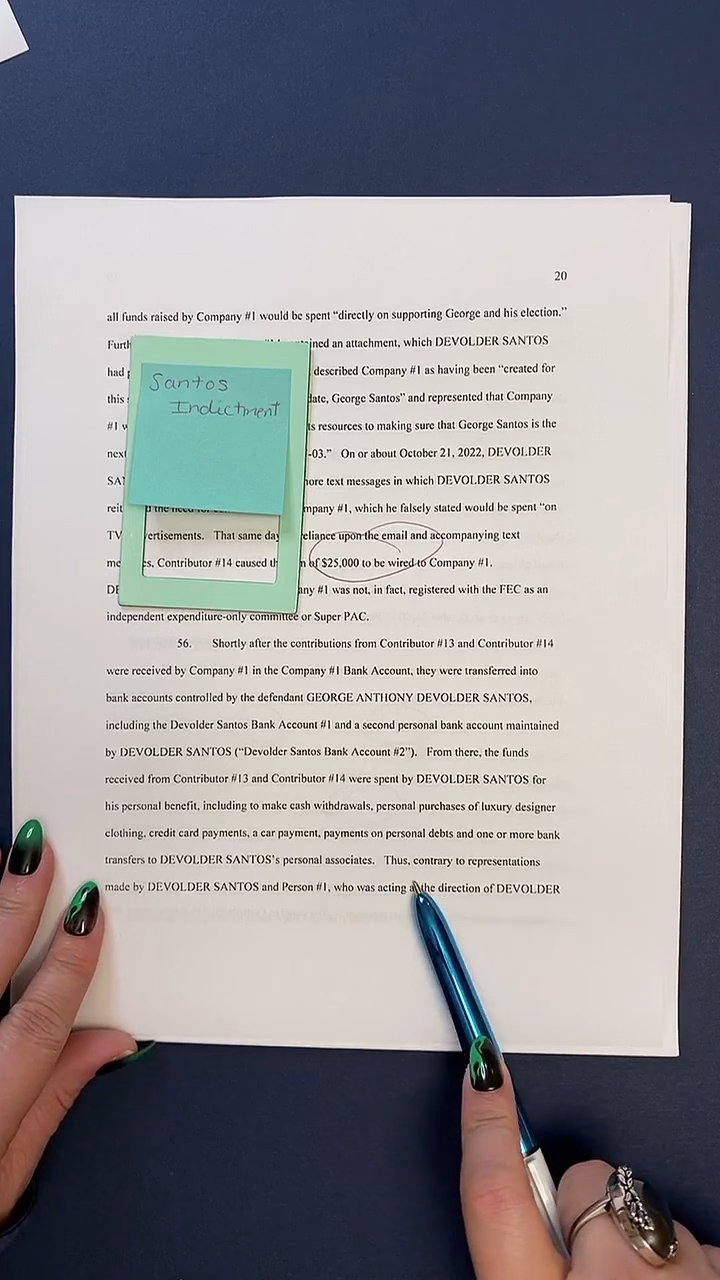 20
all funds raised by Company #1 would be spent “directly on supporting George and his election.”
Furth ined an attachment, which DEVOLDER SANTOS
had described Company #1 as having been “created for
this date, George Santos” and represented that Company
#1 w ts resources to making sure that George Santos is the
next -03.” On or about October 21, 2022, DEVOLDER
SAN ore text messages in which DEVOLDER SANTOS
reit mpany #1, which he falsely stated would be spent “on
TV vertisements. That same day eliance upon the email and accompanying text
me es, Contributor #14 caused th of $25,000 to be wired to Company #1.
DE ny #1 was not, in fact, registered with the FEC as an
independent expenditure-only committee or Super PAC.
56. Shortly after the contributions from Contributor #13 and Contributor #14
were received by Company #1 in the Company #1 Bank Account, they were transferred into
bank accounts controlled by the defendant GEORGE ANTHONY DEVOLDER SANTOS,
including the Devolder Santos Bank Account #1 and a second personal bank account maintained
by DEVOLDER SANTOS (“Devolder Santos Bank Account #2”). From there, the funds
received from Contributor #13 and Contributor #14 were spent by DEVOLDER SANTOS for
his personal benefit, including to make cash withdrawals, personal purchases of luxury designer
clothing, credit card payments, a car payment, payments on personal debts and one or more bank
transfers to DEVOLDER SANTOS’s personal associates. Thus, contrary to representations
made by DEVOLDER SANTOS and Person #1, who was acting at the direction of DEVOLDER
Santos
Indictment